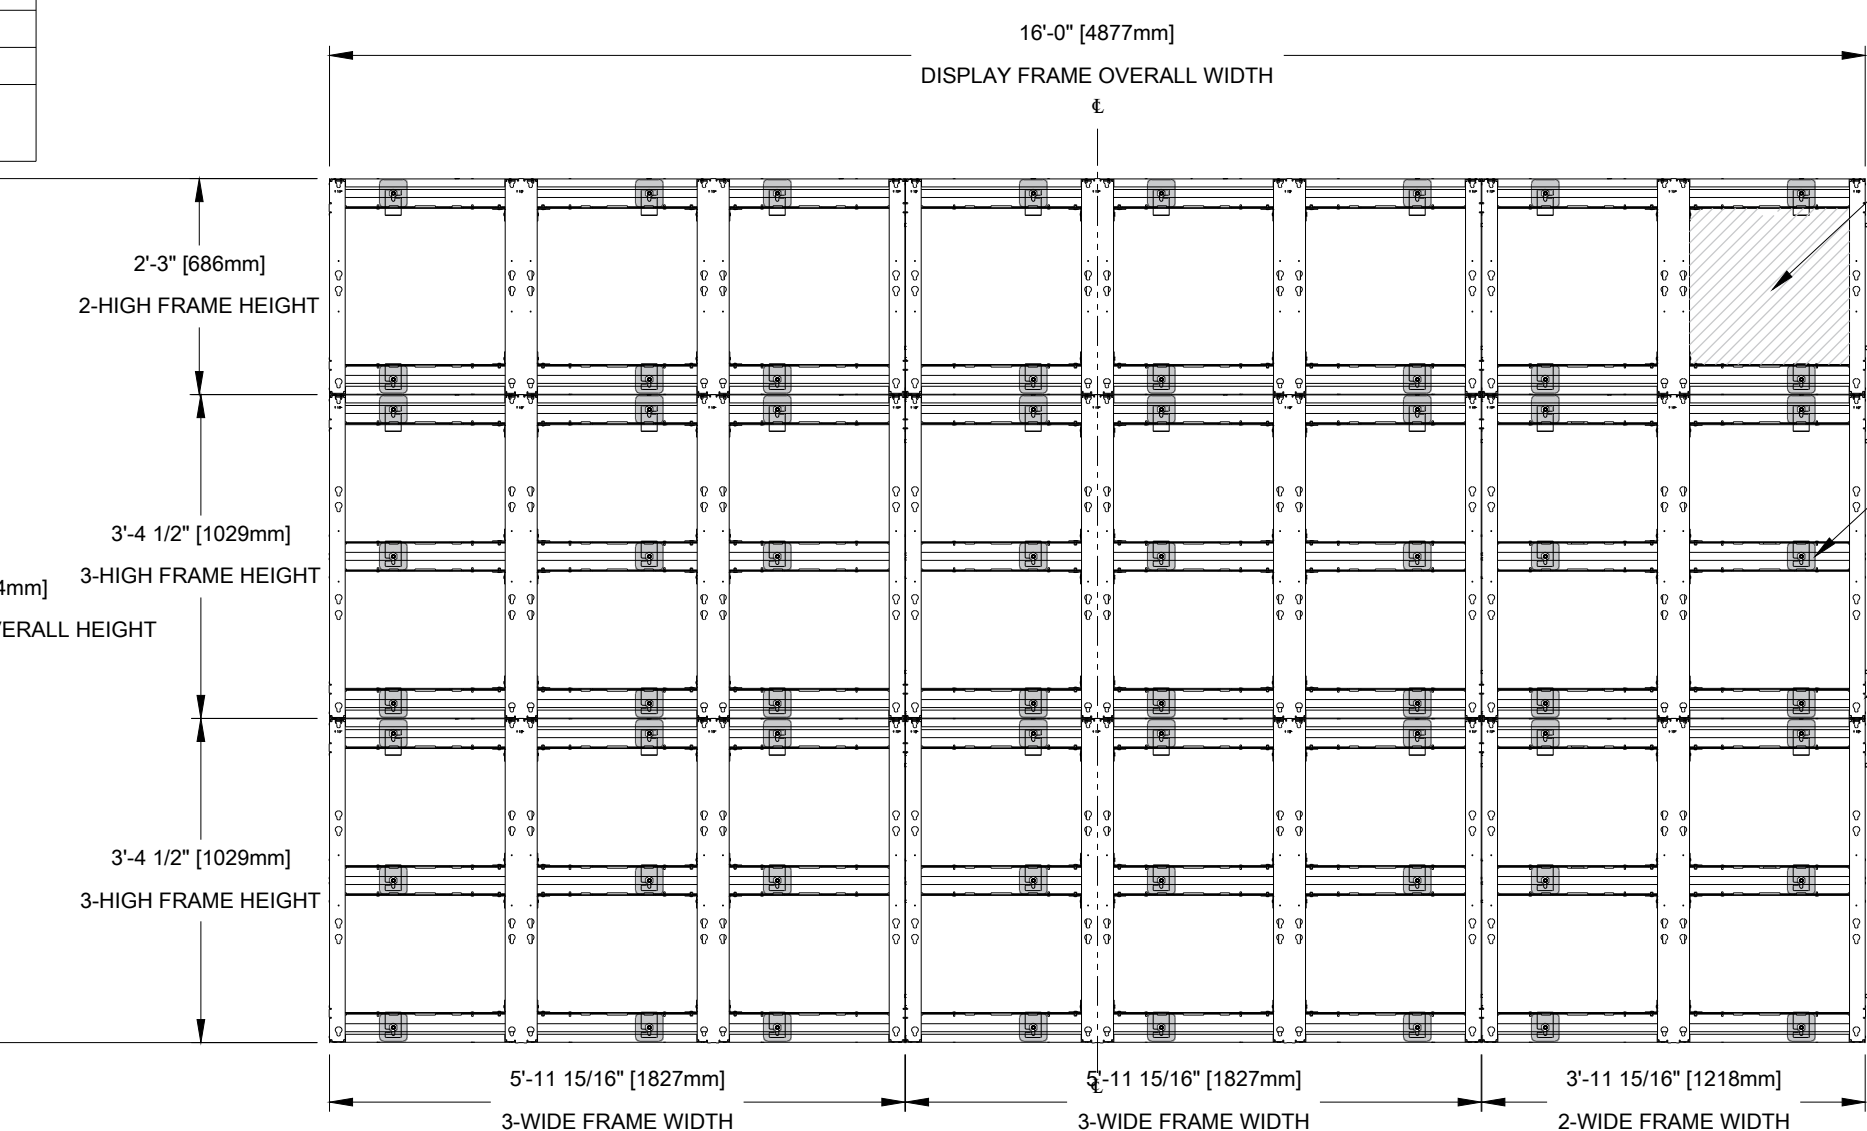 16'-0" [4877mm]
DISPLAY FRAME OVERALL WIDTH
℄
2'-3" [686mm]
2-HIGH FRAME HEIGHT
3'-4 1/2" [1029mm]
3-HIGH FRAME HEIGHT
4mm]
ERALL HEIGHT
3'-4 1/2" [1029mm]
3-HIGH FRAME HEIGHT
5'-11 15/16" [1827mm]
3-WIDE FRAME WIDTH
℄
5'-11 15/16" [1827mm]
3-WIDE FRAME WIDTH
3'-11 15/16" [1218mm]
2-WIDE FRAME WIDTH